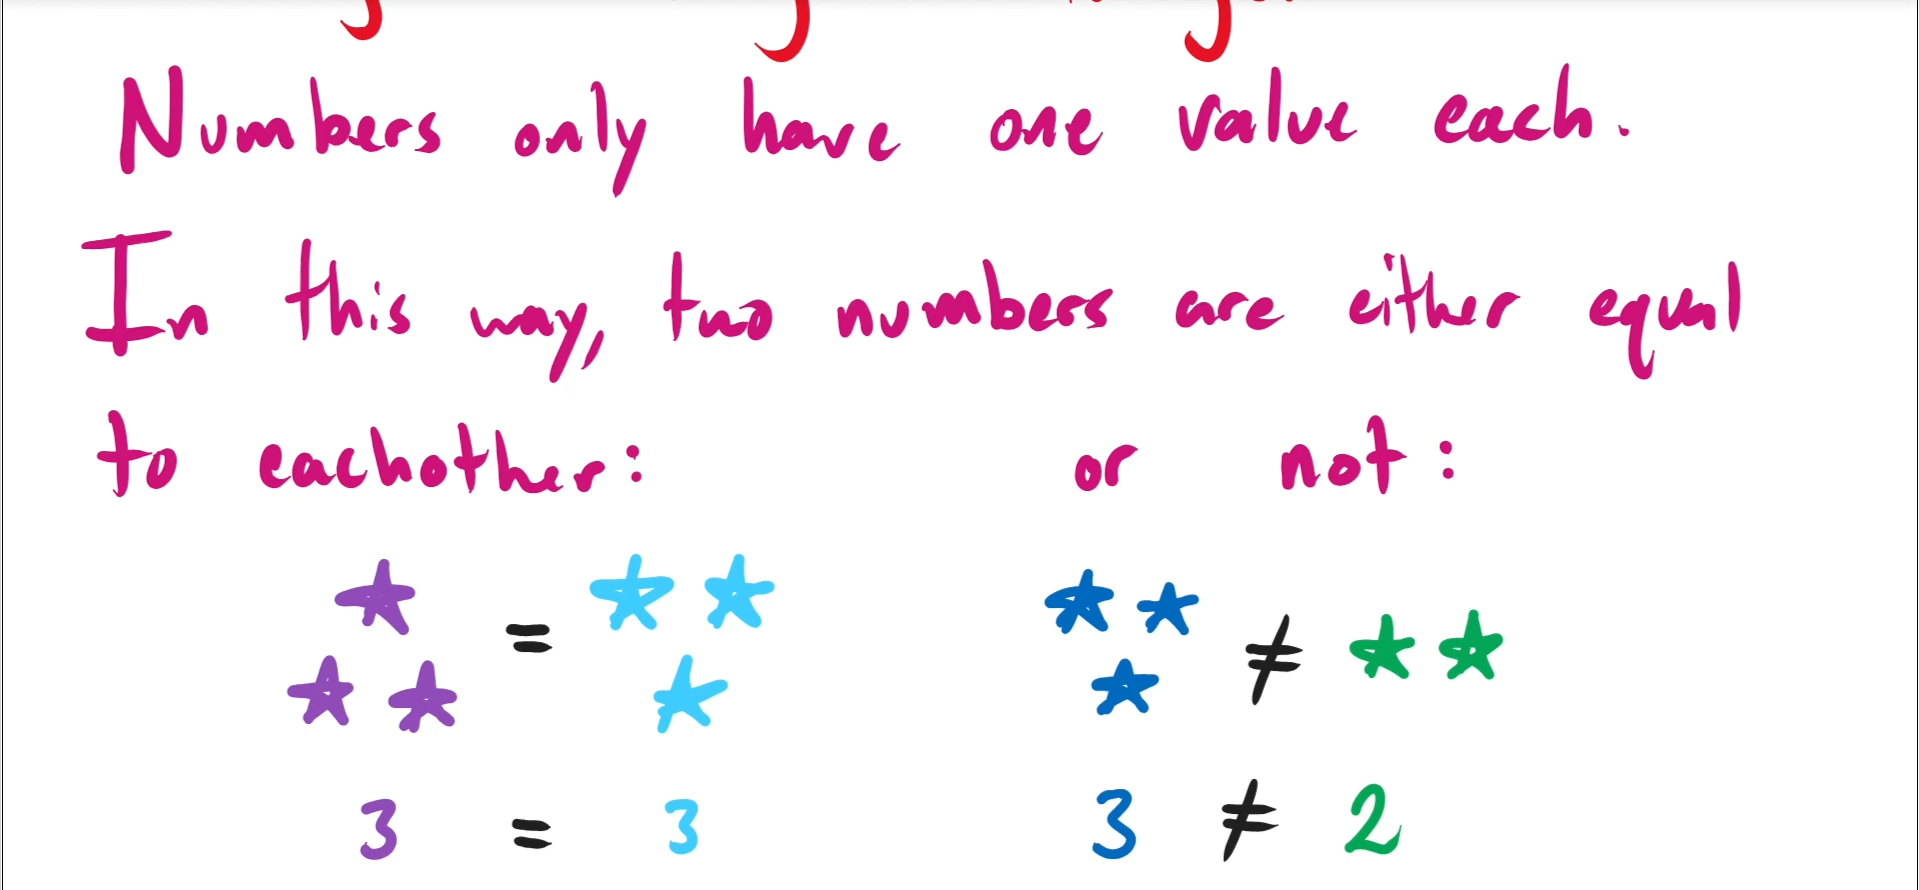 Numbers only have one value each.
In this way, two numbers are either equal
to eachother: or not:
= ≠
3 = 3 3 ≠ 2